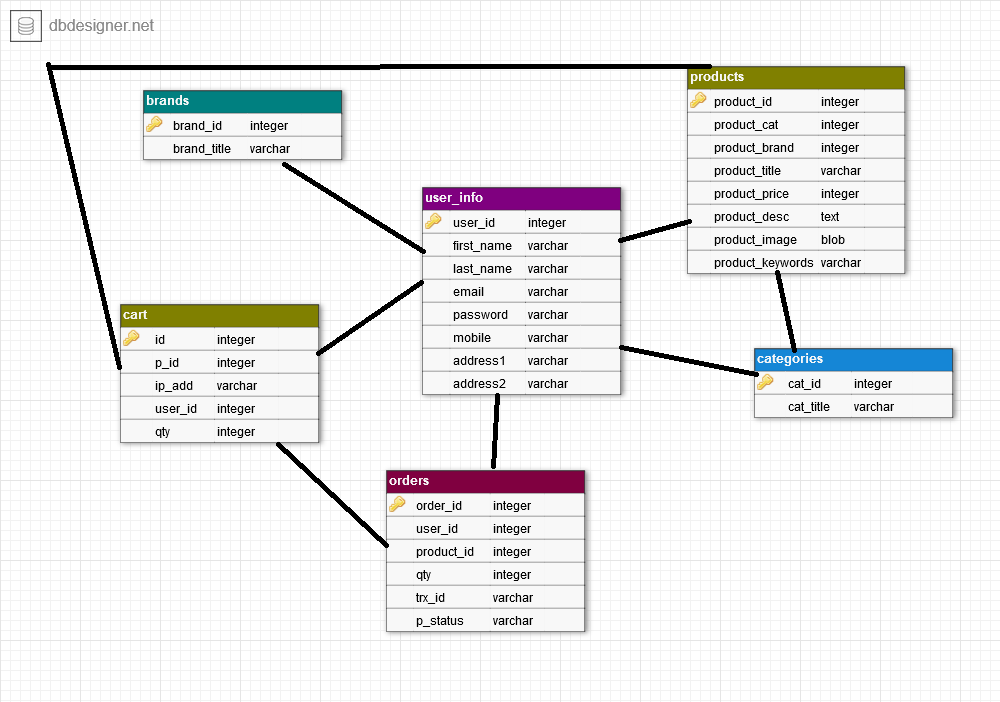 dbdesigner.net
brands
brand_id integer
brand_title varchar
products
product_id integer
product_cat integer
product_brand integer
product_title varchar
product_price integer
product_desc text
product_image blob
product_keywords varchar
user_info
user_id integer
first_name varchar
last_name varchar
email varchar
password varchar
mobile varchar
address1 varchar
address2 varchar
cart
id integer
p_id integer
ip_add varchar
user_id integer
qty integer
categories
cat_id integer
cat_title varchar
orders
order_id integer
user_id integer
product_id integer
qty integer
trx_id varchar
p_status varchar